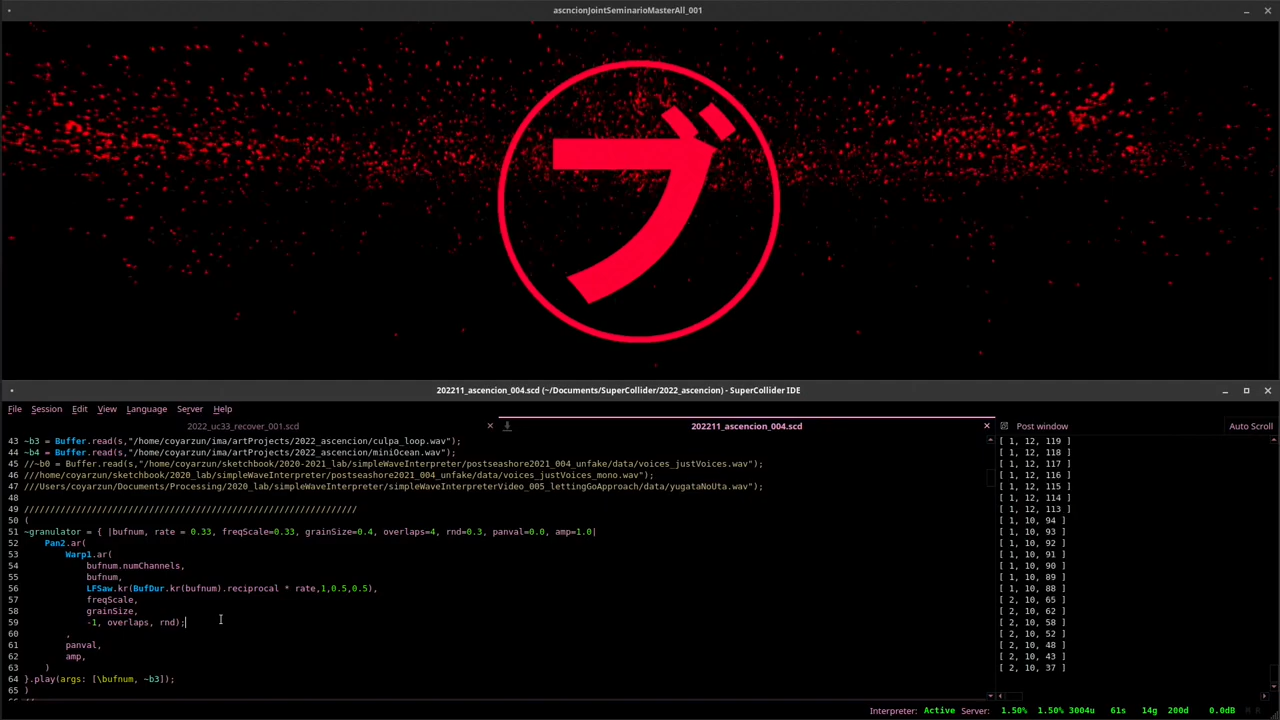 ascncionJointSeminarioMasterAll_001
ブ
202211_ascencion_004.scd (~/Documents/SuperCollider/2022_ascencion) - SuperCollider IDE
File Session Edit View Language Server Help
2022_uc33_recover_001.scd
202211_ascencion_004.scd
Post window
Auto Scroll
43 ~b3 = Buffer.read(s,"/home/coyarzun/ima/artProjects/2022_ascencion/culpa_loop.wav");
44 ~b4 = Buffer.read(s,"/home/coyarzun/ima/artProjects/2022_ascencion/miniOcean.wav");
45 //~b0 = Buffer.read(s,"/home/coyarzun/sketchbook/2020-2021_lab/simpleWaveInterpreter/postseashore2021_004_unfake/data/voices_justVoices.wav");
46 ///home/coyarzun/sketchbook/2020_lab/simpleWaveInterpreter/postseashore2021_004_unfake/data/voices_justVoices_mono.wav");
47 ///Users/coyarzun/Documents/Processing/2020_lab/simpleWaveInterpreter/simpleWaveInterpreterVideo_005_lettingGoApproach/data/yugataNoUta.wav");
48
49 ////////////////////////////////////////////////////////////////
50 (
51 ~granulator = { |bufnum, rate = 0.33, freqScale=0.33, grainSize=0.4, overlaps=4, rnd=0.3, panval=0.0, amp=1.0|
52 Pan2.ar(
53 Warp1.ar(
54 bufnum.numChannels,
55 bufnum,
56 LFSaw.kr(BufDur.kr(bufnum).reciprocal * rate,1,0.5,0.5),
57 freqScale,
58 grainSize,
59 -1, overlaps, rnd);
60 ,
61 panval,
62 amp,
63 )
64 }.play(args: [\bufnum, ~b3]);
65 )
[ 1, 12, 119 ]
[ 1, 12, 118 ]
[ 1, 12, 117 ]
[ 1, 12, 116 ]
[ 1, 12, 115 ]
[ 1, 12, 114 ]
[ 1, 12, 113 ]
[ 1, 10, 94 ]
[ 1, 10, 93 ]
[ 1, 10, 92 ]
[ 1, 10, 91 ]
[ 1, 10, 90 ]
[ 1, 10, 89 ]
[ 1, 10, 88 ]
[ 2, 10, 65 ]
[ 2, 10, 62 ]
[ 2, 10, 58 ]
[ 2, 10, 52 ]
[ 2, 10, 48 ]
[ 2, 10, 43 ]
[ 2, 10, 37 ]
Interpreter: Active Server: 1.50% 1.50% 3004u 61s 14g 200d 0.0dB